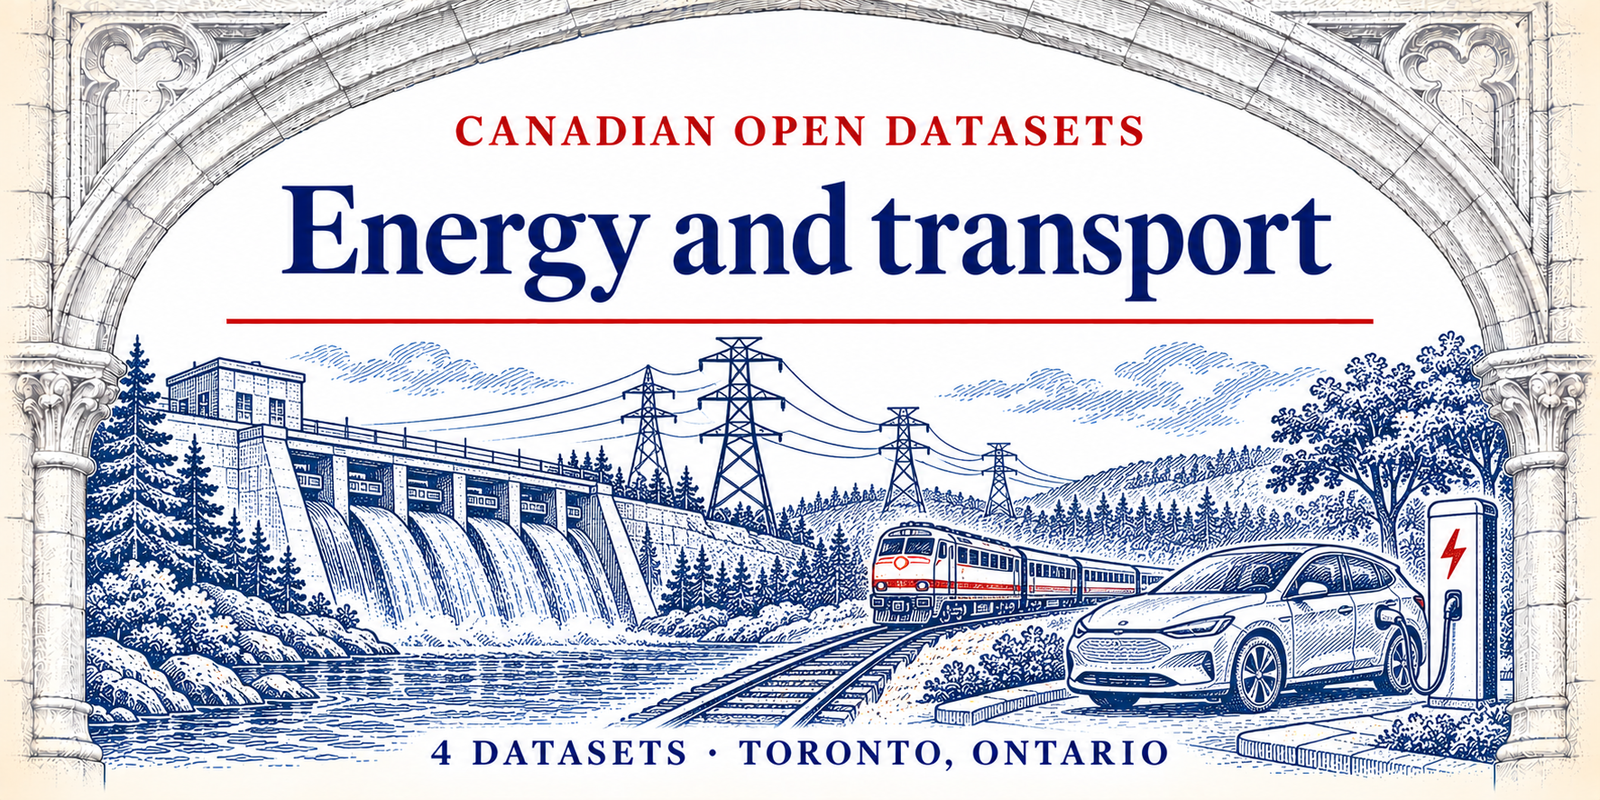 CANADIAN OPEN DATASETS
Energy and transport
4 DATASETS · TORONTO, ONTARIO